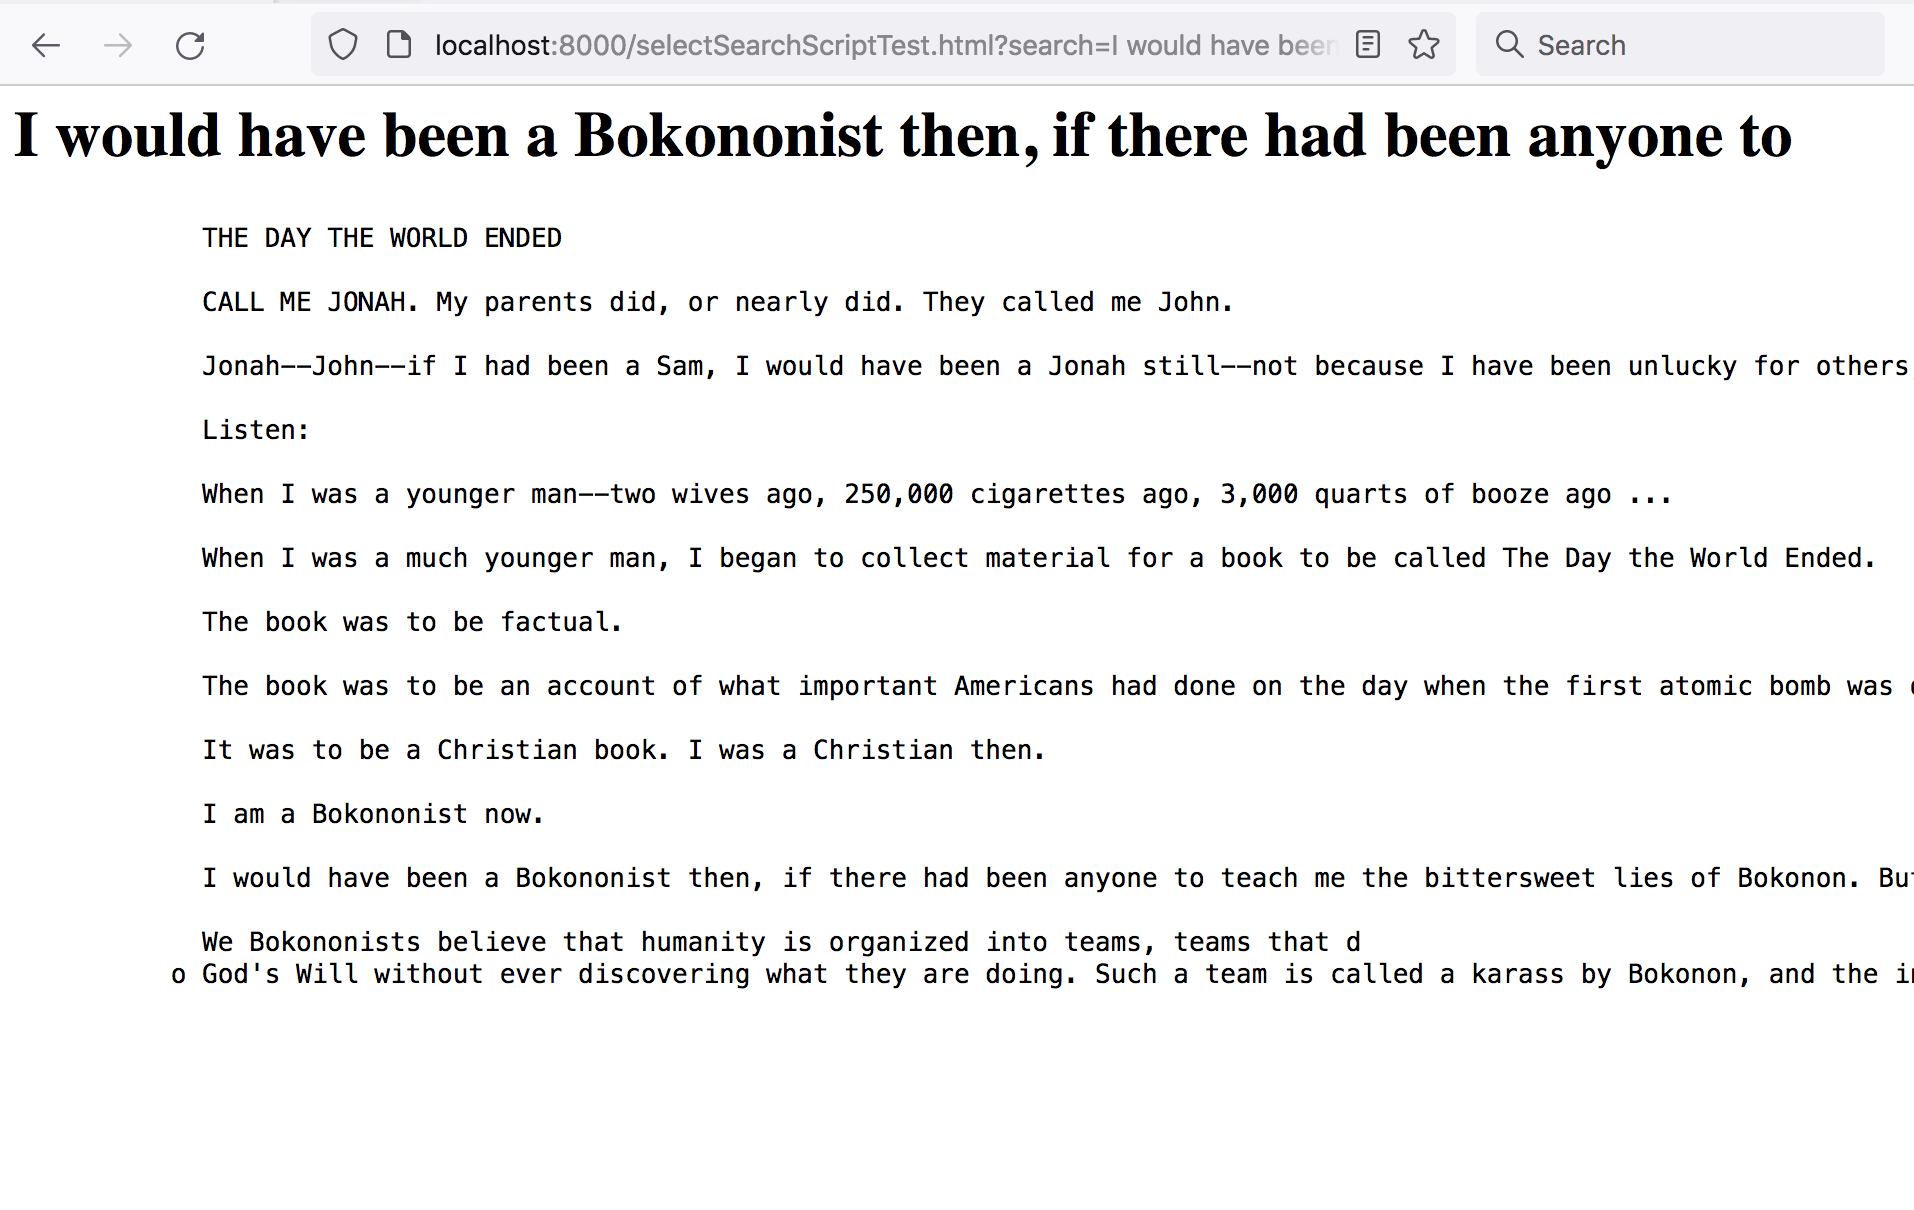 localhost:8000/selectSearchScriptTest.html?search=I would have been
Search
I would have been a Bokononist then, if there had been anyone to
THE DAY THE WORLD ENDED
CALL ME JONAH. My parents did, or nearly did. They called me John.
Jonah--John--if I had been a Sam, I would have been a Jonah still--not because I have been unlucky for others
Listen:
When I was a younger man--two wives ago, 250,000 cigarettes ago, 3,000 quarts of booze ago ...
When I was a much younger man, I began to collect material for a book to be called The Day the World Ended.
The book was to be factual.
The book was to be an account of what important Americans had done on the day when the first atomic bomb was
It was to be a Christian book. I was a Christian then.
I am a Bokononist now.
I would have been a Bokononist then, if there had been anyone to teach me the bittersweet lies of Bokonon.
We Bokononists believe that humanity is organized into teams, teams that d
o God's Will without ever discovering what they are doing. Such a team is called a karass by Bokonon, and the